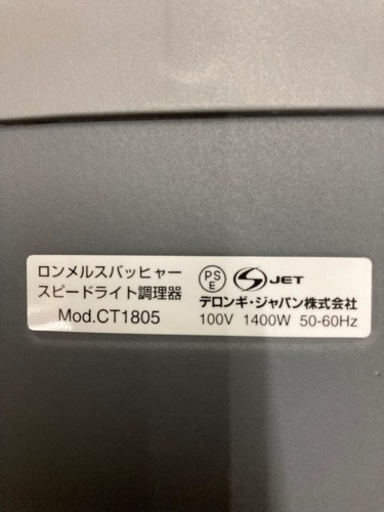 ロンメルスバッヒャー
スピードライト調理器
Mod.CT1805
PS
E
S JET
デロンギ・ジャパン株式会社
100V 1400W 50-60Hz